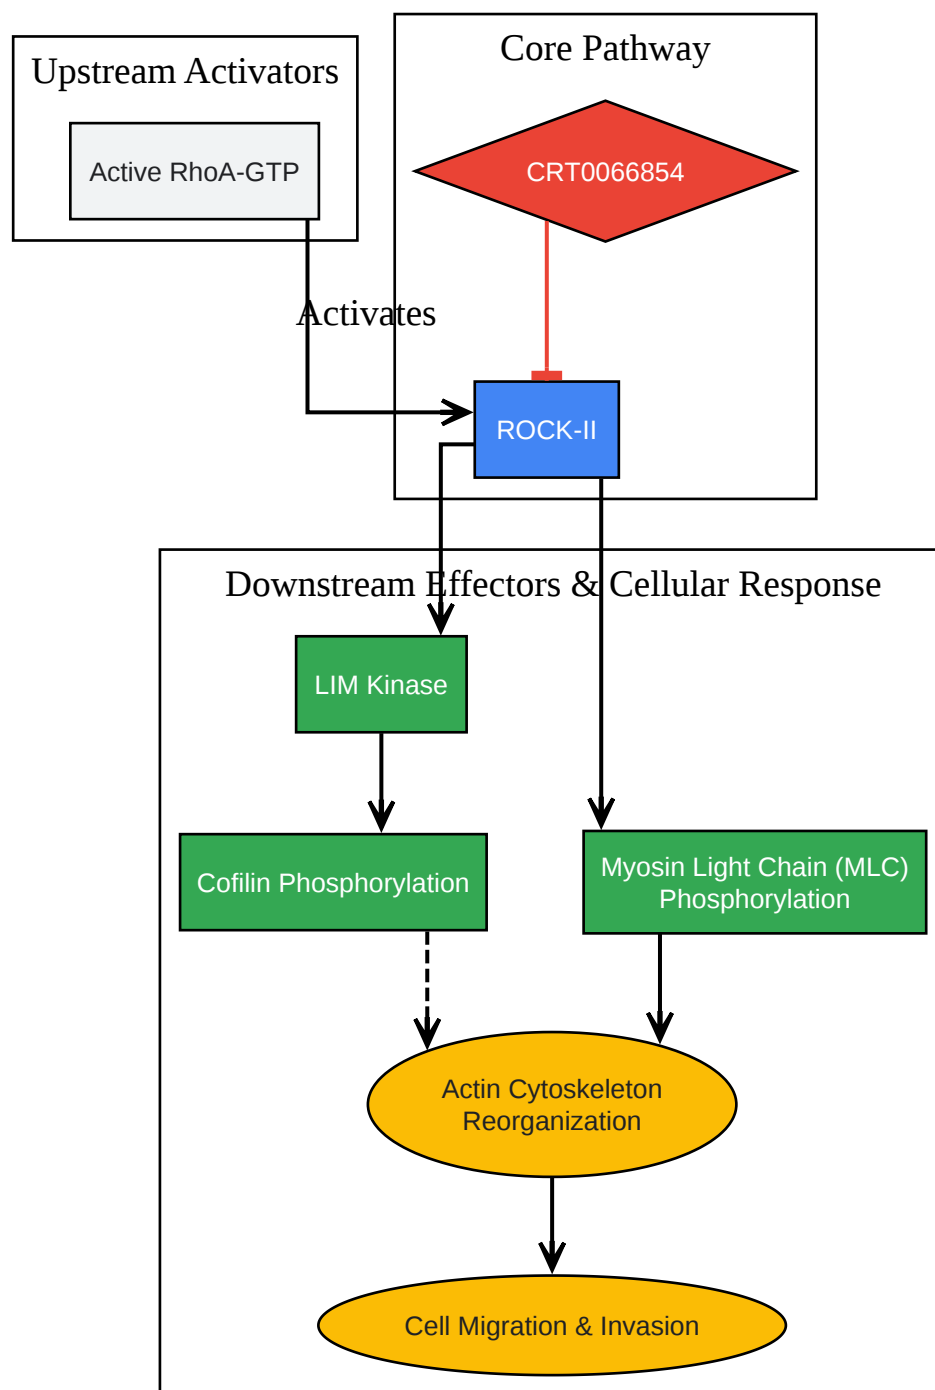 Core Pathway
Upstream Activators
CRT0066854
Active RhoA-GTP
Activates
ROCK-II
Downstream Effectors & Cellular Response
LIM Kinase
Cofilin Phosphorylation
Myosin Light Chain (MLC)
Phosphorylation
Actin Cytoskeleton
Reorganization
Cell Migration & Invasion